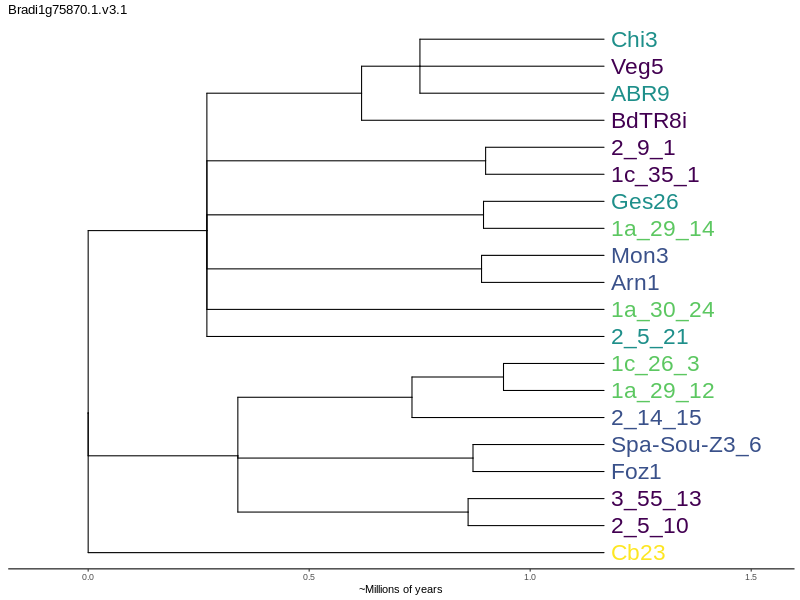 Bradi1g75870.1.v3.1
Chi3
Veg5
ABR9
BdTR8i
2_9_1
1c_35_1
Ges26
1a_29_14
Mon3
Arn1
1a_30_24
2_5_21
1c_26_3
1a_29_12
2_14_15
Spa-Sou-Z3_6
Foz1
3_55_13
2_5_10
Cb23
0.0 0.5 1.0 1.5
~Millions of years